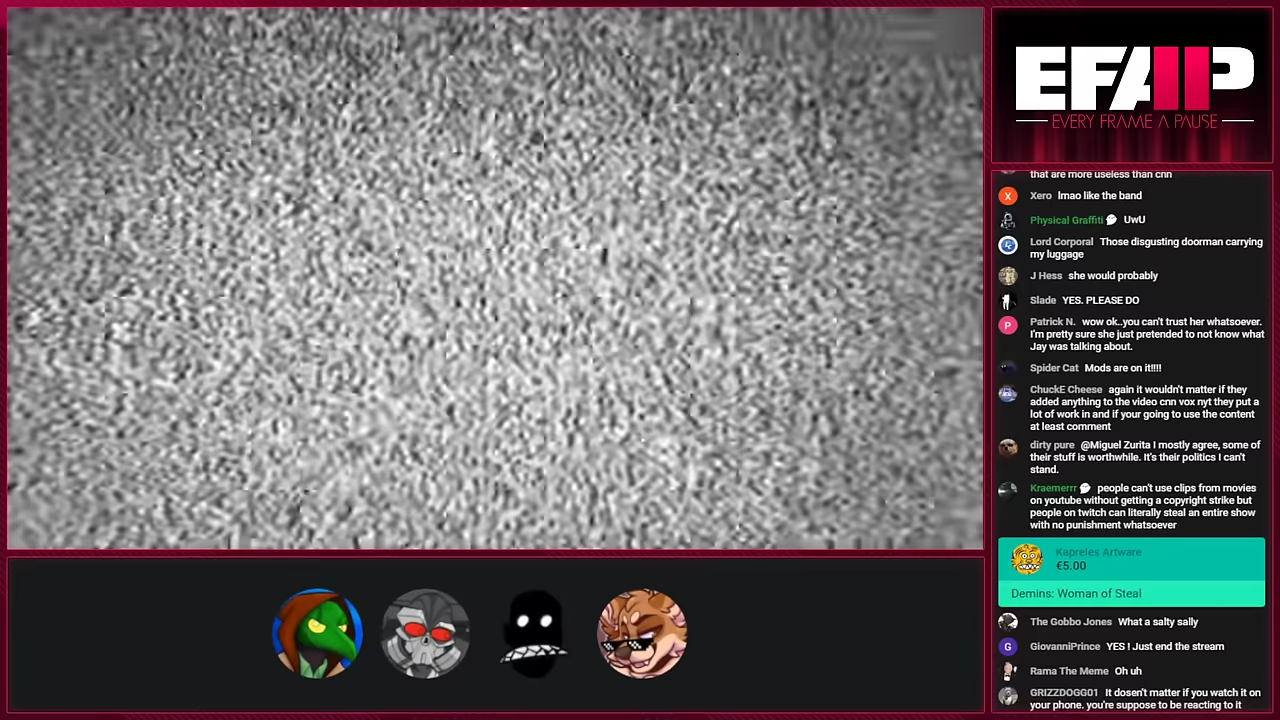 EFAP
EVERY FRAME A PAUSE
that are more useless than cnn
X Xero lmao like the band
Physical Graffiti UwU
Lord Corporal Those disgusting doorman carrying
my luggage
J Hess she would probably
Slade YES. PLEASE DO
P Patrick N. wow ok..you can't trust her whatsoever.
I'm pretty sure she just pretended to not know what
Jay was talking about.
Spider Cat Mods are on it!!!!
ChuckE Cheese again it wouldn't matter if they
added anything to the video cnn vox nyt they put a
lot of work in and if your going to use the content
at least comment
dirty pure @Miguel Zurita I mostly agree, some of
their stuff is worthwhile. It's their politics I can't
stand.
Kraemerrr people can't use clips from movies
on youtube without getting a copyright strike but
people on twitch can literally steal an entire show
with no punishment whatsoever
Kapreles Artware
€5.00
Demins: Woman of Steal
The Gobbo Jones What a salty sally
G GiovanniPrince YES ! Just end the stream
Rama The Meme Oh uh
GRIZZDOGG01 It dosen't matter if you watch it on
your phone. you're suppose to be reacting to it